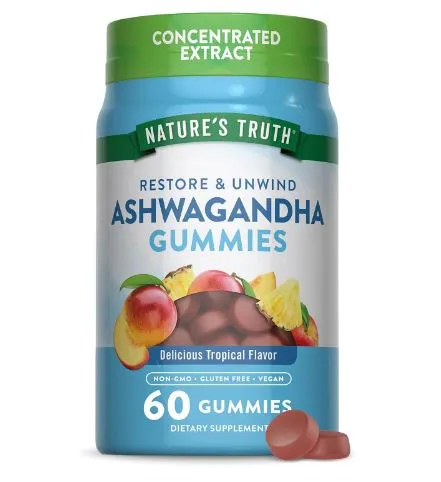 CONCENTRATED
EXTRACT
NATURE'S TRUTH®
RESTORE & UNWIND
ASHWAGANDHA
GUMMIES
Delicious Tropical Flavor
NON-GMO • GLUTEN FREE • VEGAN
60 GUMMIES
DIETARY SUPPLEMENT